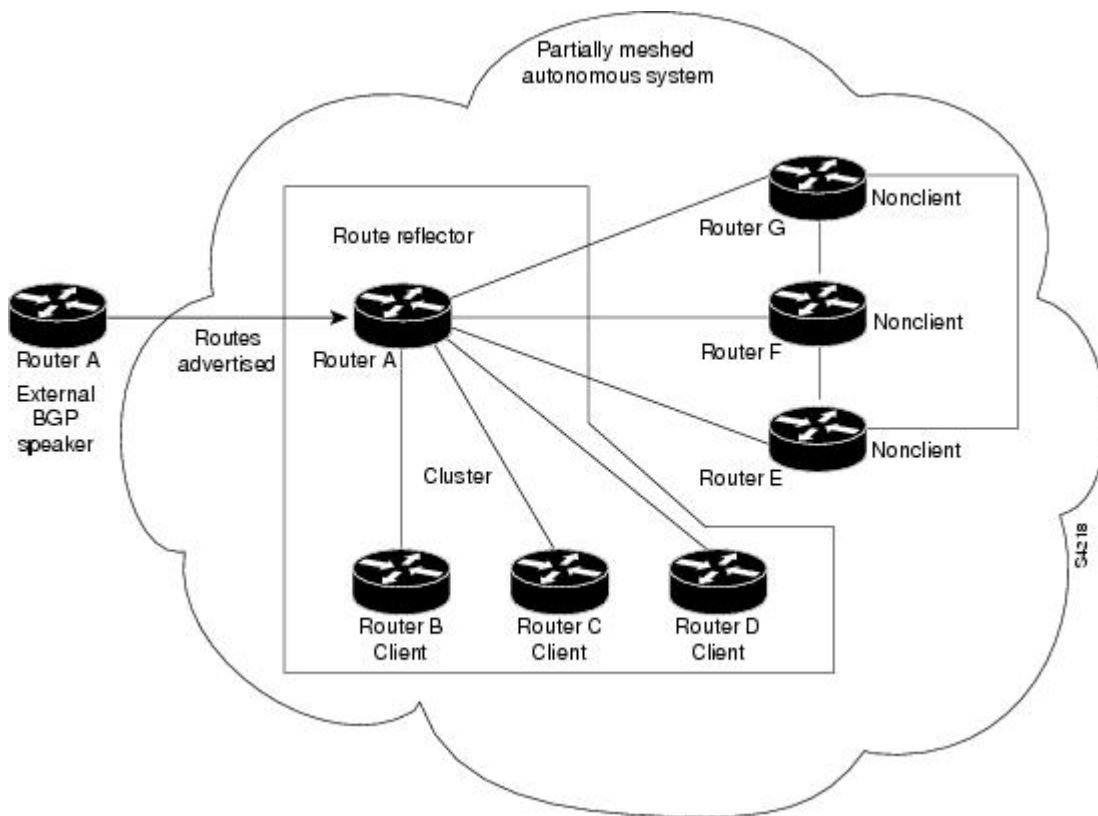 Partially meshed
autonomous system
Nonclient
Router G
Route reflector
Nonclient
Routes
advertised
Router A
Router A
Router F
External
BGP
speaker
Nonclient
Router E
Cluster
S4218
Router B
Client
Router C
Client
Router D
Client